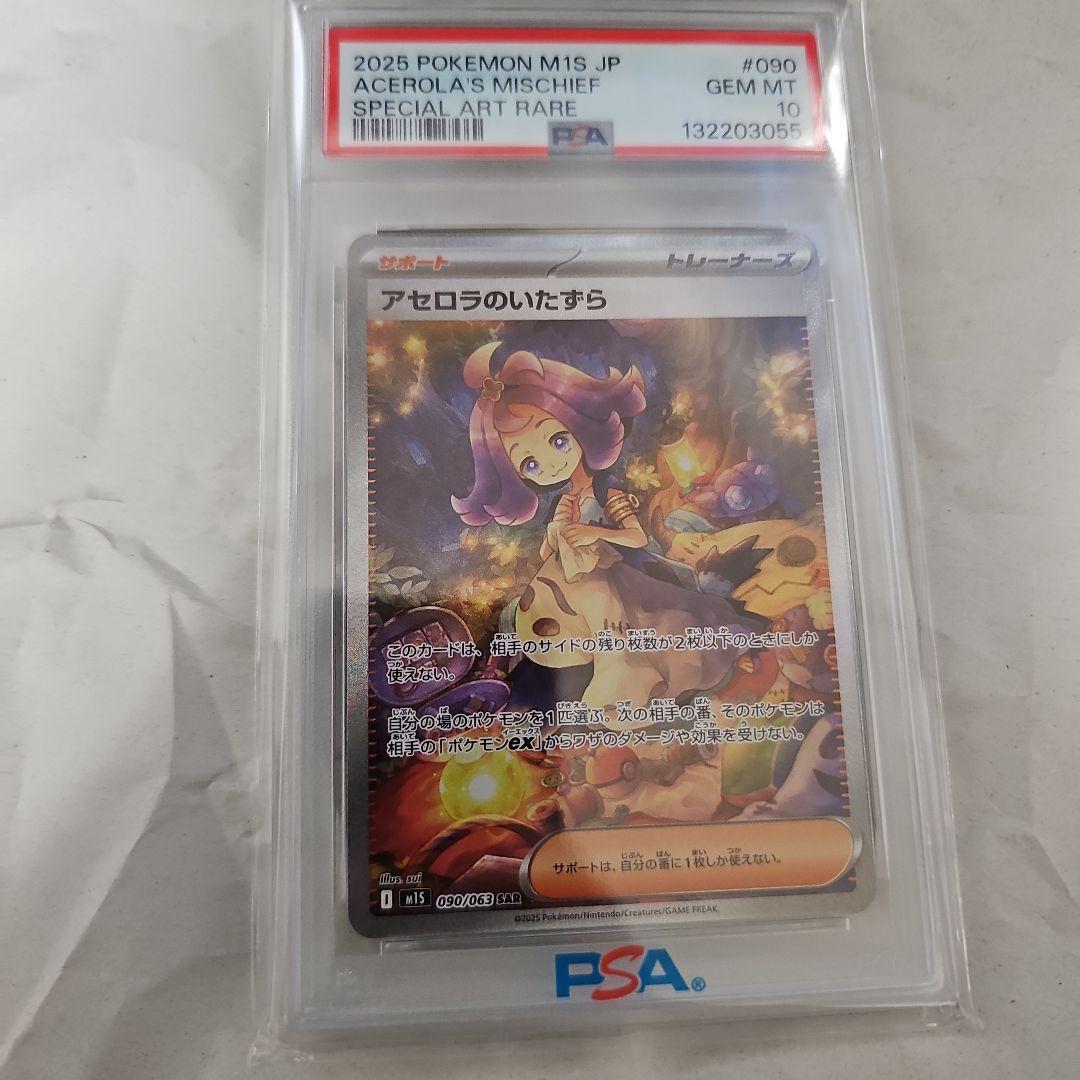 2025 POKEMON M1S JP #090
ACEROLA'S MISCHIEF GEM MT
SPECIAL ART RARE 10
PSA 132203055
サポート トレーナーズ
アセロラのいたずら
このカードは、相手のサイドの残り枚数が2枚以下のときにしか
使えない。
自分の場のポケモンを1匹選ぶ。次の相手の番、そのポケモンは
相手の「ポケモンex」からワザのダメージや効果を受けない。
サポートは、自分の番に1枚しか使えない。
Illus. sui
I M1S 090/063 SAR
©2025 Pokémon/Nintendo/Creatures/GAME FREAK.
PSA®